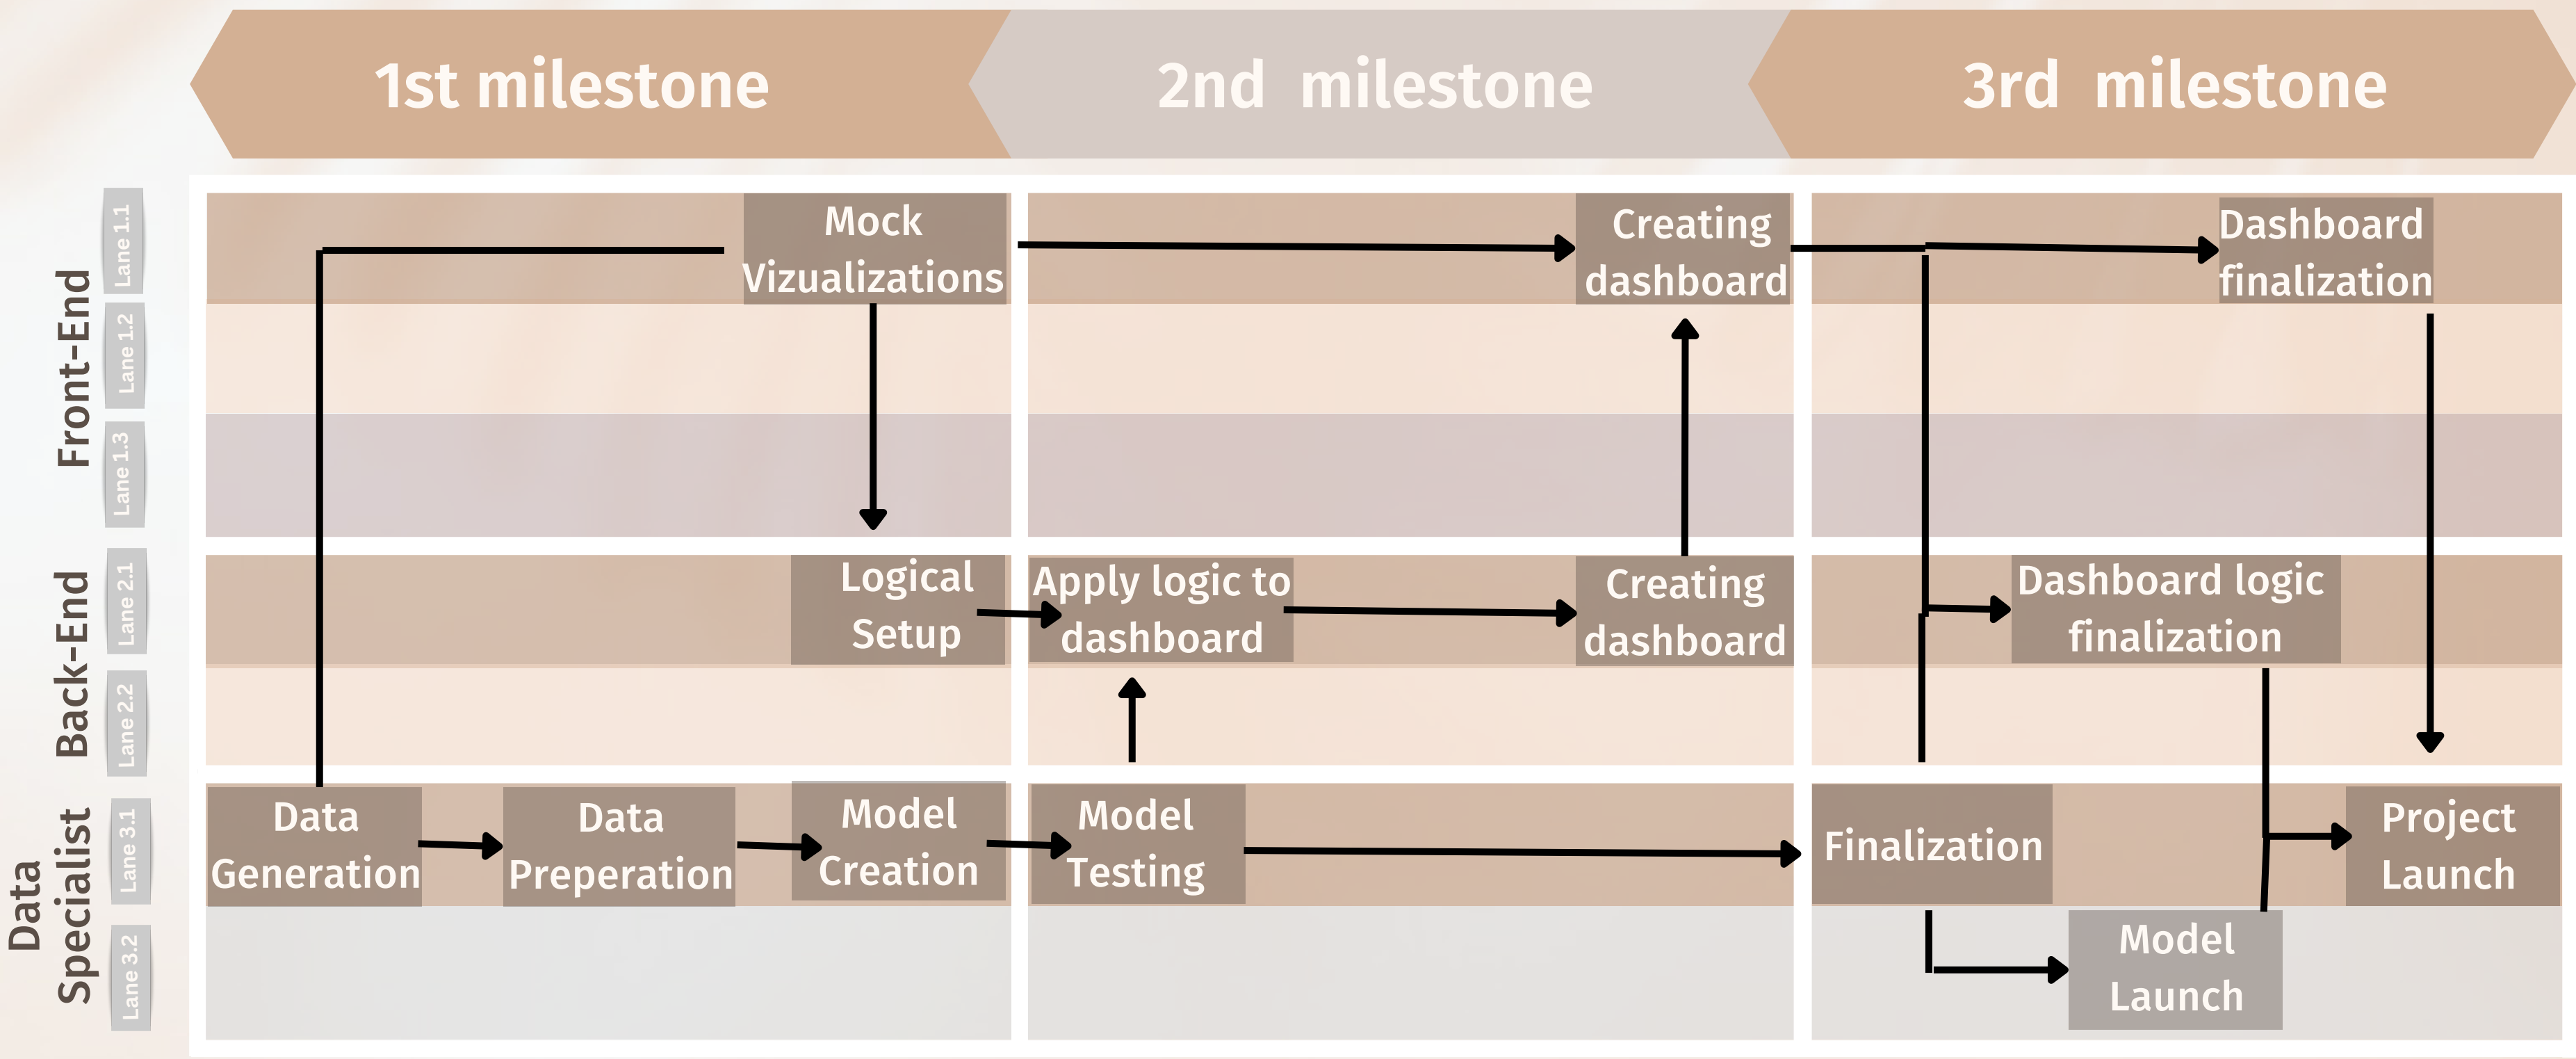 1st milestone
2nd milestone
3rd milestone
Front-End
Lane 1.1
Mock
Vizualizations
Creating
dashboard
Dashboard
finalization
Lane 1.2
Lane 1.3
Back-End
Lane 2.1
Logical
Setup
Apply logic to
dashboard
Creating
dashboard
Dashboard logic
finalization
Lane 2.2
Data
Specialist
Lane 3.1
Data
Generation
Data
Preperation
Model
Creation
Model
Testing
Finalization
Project
Launch
Lane 3.2
Model
Launch